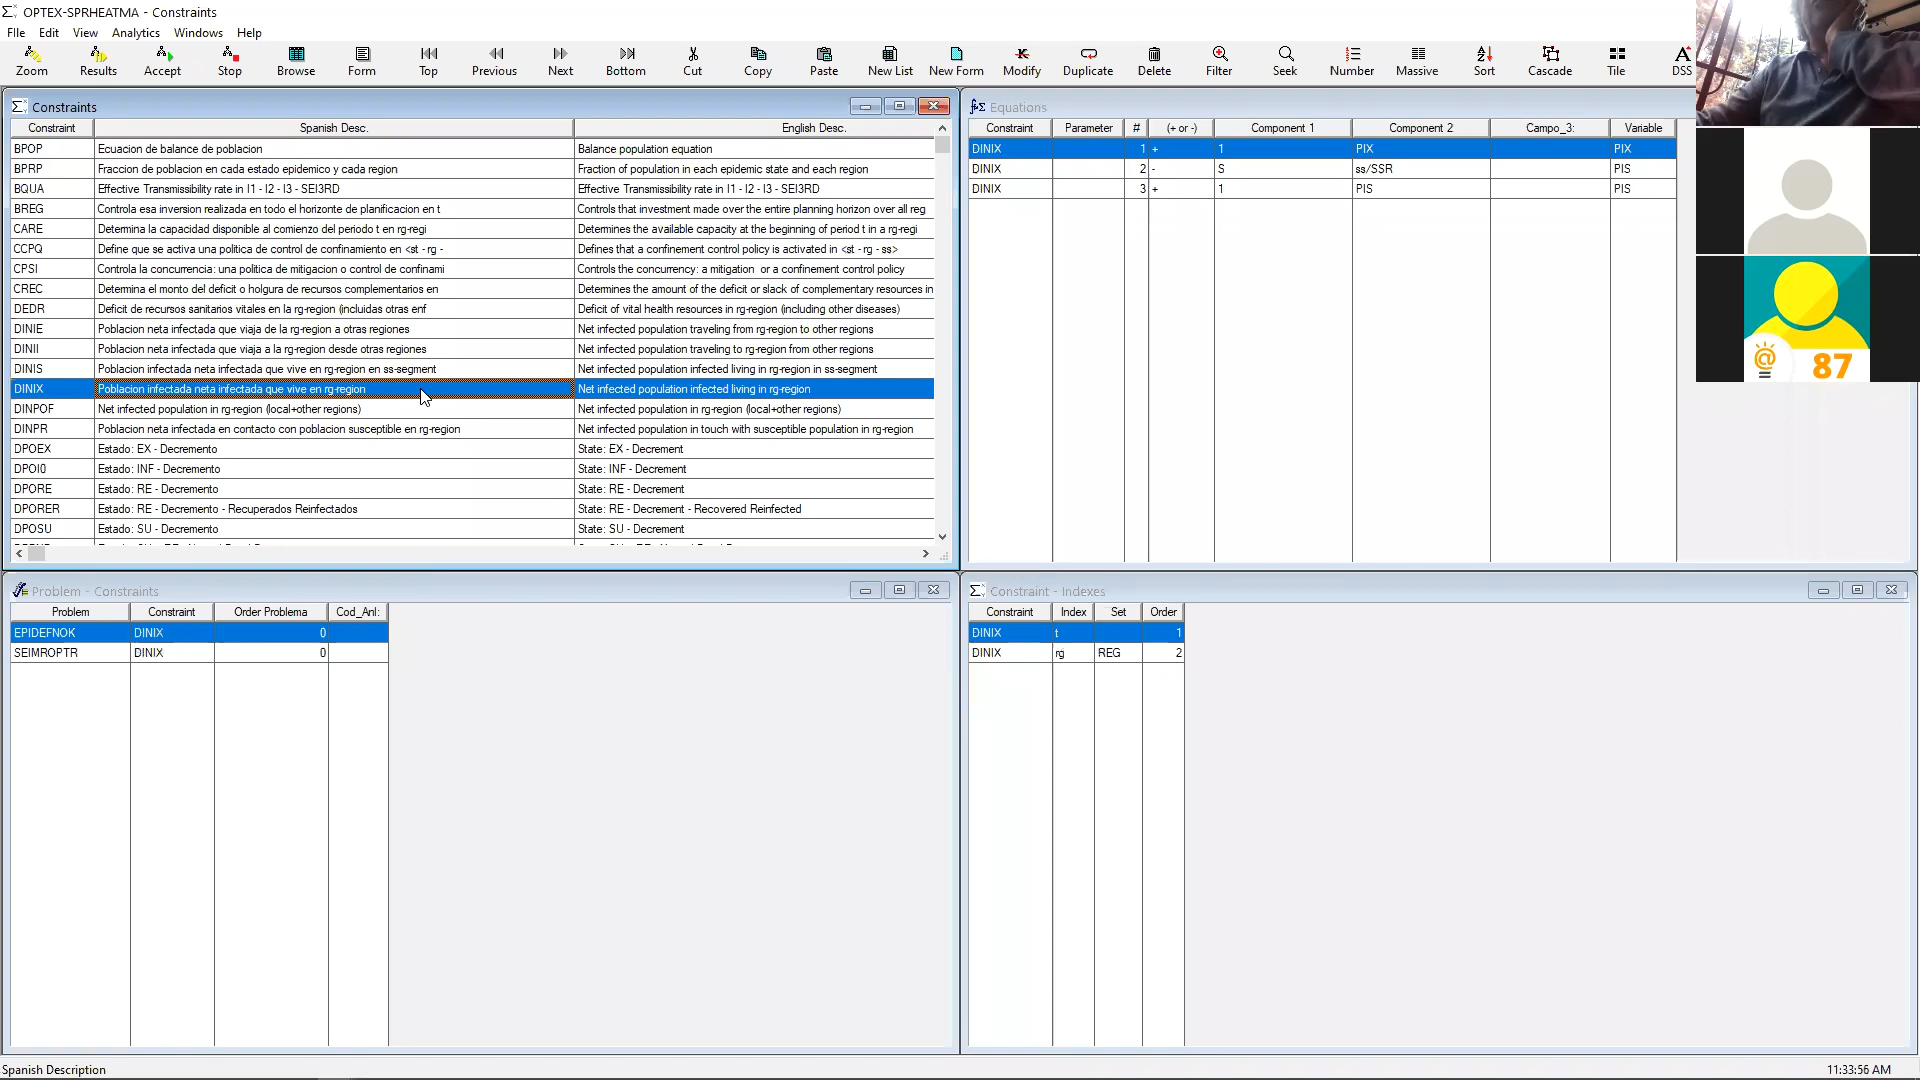 OPTEX-SPRHEATMA - Constraints
FIle Edit View Analytics Windows Help
Zoom Results Accept Stop Browse Form Top Previous Next Bottom Cut Copy Paste New List New Form Modify Duplicate Delete Filter Seek Number Massive Sort Cascade Tile DSS
Constraints
Constraint Spanish Desc. English Desc.
BPOP Ecuacion de balance de poblacion Balance population equation
BPRP Fraccion de poblacion en cada estado epidemico y cada region Fraction of population in each epidemic state and each region
BQUA Effective Transmissibility rate in I1 - I2 - I3 - SEI3RD Effective Transmissibility rate in I1 - I2 - I3 - SEI3RD
BREG Controla esa inversion realizada en todo el horizonte de planificacion en t Controls that investment made over the entire planning horizon over all reg
CARE Determina la capacidad disponible al comienzo del periodo t en rg-regi Determines the available capacity at the beginning of period t in a rg-regi
CCPQ Define que se activa una politica de control de confinamiento en <st - rg - Defines that a confinement control policy is activated in <st - rg - ss>
CPSI Controla la concurrencia: una politica de mitigacion o control de confinami Controls the concurrency: a mitigation or a confinement control policy
CREC Determina el monto del deficit o holgura de recursos complementarios en Determines the amount of the deficit or slack of complementary resources in
DEDR Deficit de recursos sanitarios vitales en la rg-region (incluidas otras enf Deficit of vital health resources in rg-region (including other diseases)
DINIE Poblacion neta infectada que viaja de la rg-region a otras regiones Net infected population traveling from rg-region to other regions
DINII Poblacion neta infectada que viaja a la rg-region desde otras regiones Net infected population traveling to rg-region from other regions
DINIS Poblacion infectada neta infectada que vive en rg-region en ss-segment Net infected population infected living in rg-region in ss-segment
DINIX Poblacion infectada neta infectada que vive en rg-region Net infected population infected living in rg-region
DINPOF Net infected population in rg-region (local+other regions) Net infected population in rg-region (local+other regions)
DINPR Poblacion neta infectada en contacto con poblacion susceptible en rg-region Net infected population in touch with susceptible population in rg-region
DPOEX Estado: EX - Decremento State: EX - Decrement
DPOI0 Estado: INF - Decremento State: INF - Decrement
DPORE Estado: RE - Decremento State: RE - Decrement
DPORER Estado: RE - Decremento - Recuperados Reinfectados State: RE - Decrement - Recovered Reinfected
DPOSU Estado: SU - Decremento State: SU - Decrement
Equations
Constraint Parameter # (+ or -) Component 1 Component 2 Campo_3: Variable
DINIX 1 + 1 PIX PIX
DINIX 2 - S ss/SSR PIS
DINIX 3 + 1 PIS PIS
87
Problem - Constraints
Problem Constraint Order Problema Cod_Anl:
EPIDEFNOK DINIX 0
SEIMROPTR DINIX 0
Constraint - Indexes
Constraint Index Set Order
DINIX t 1
DINIX rg REG 2
Spanish Description 11:33:56 AM